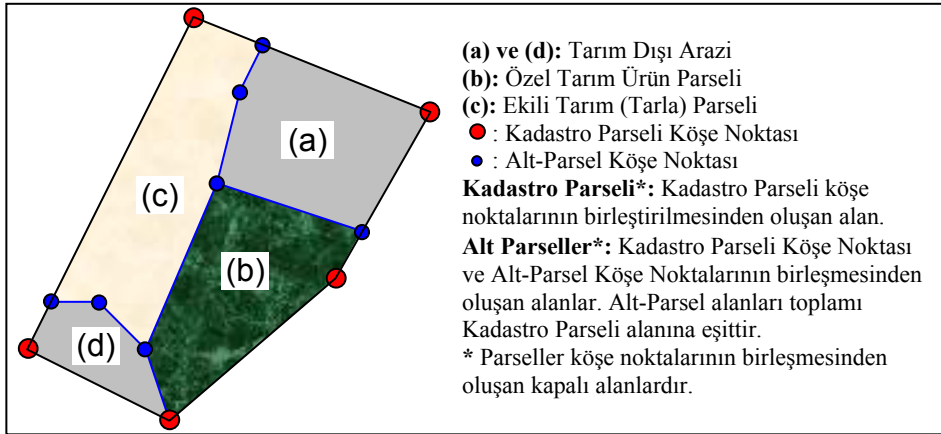 (a)
(c)
(b)
(d)
(a) ve (d): Tarım Dışı Arazi
(b): Özel Tarım Ürün Parseli
(c): Ekili Tarım (Tarla) Parseli
: Kadastro Parseli Köşe Noktası
: Alt-Parsel Köşe Noktası
Kadastro Parseli*: Kadastro Parseli köşe
noktalarının birleştirilmesinden oluşan alan.
Alt Parseller*: Kadastro Parseli Köşe Noktası
ve Alt-Parsel Köşe Noktalarının birleşmesinden
oluşan alanlar. Alt-Parsel alanları toplamı
Kadastro Parseli alanına eşittir.
* Parseller köşe noktalarının birleşmesinden
oluşan kapalı alanlardır.